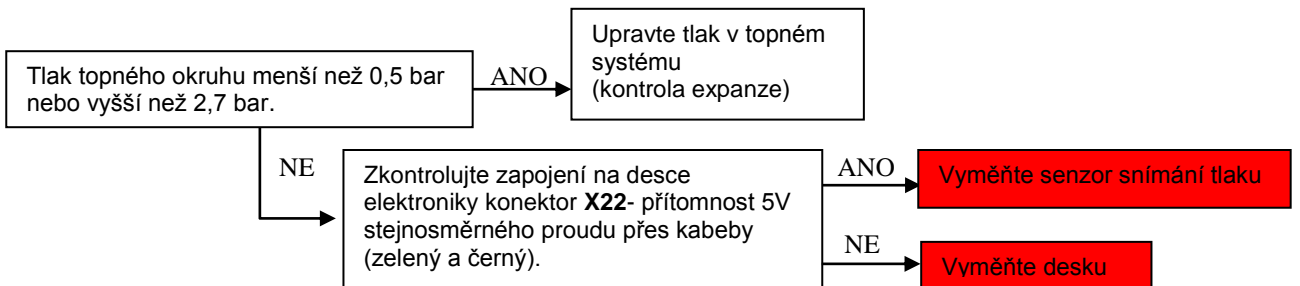 Tlak topného okruhu menší než 0,5 bar
nebo vyšší než 2,7 bar.
ANO
Upravte tlak v topném
systému
(kontrola expanze)
NE
Zkontrolujte zapojení na desce
elektroniky konektor X22- přítomnost 5V
stejnosměrného proudu přes kabeby
(zelený a černý).
ANO
Vyměňte senzor snímání tlaku
NE
Vyměňte desku